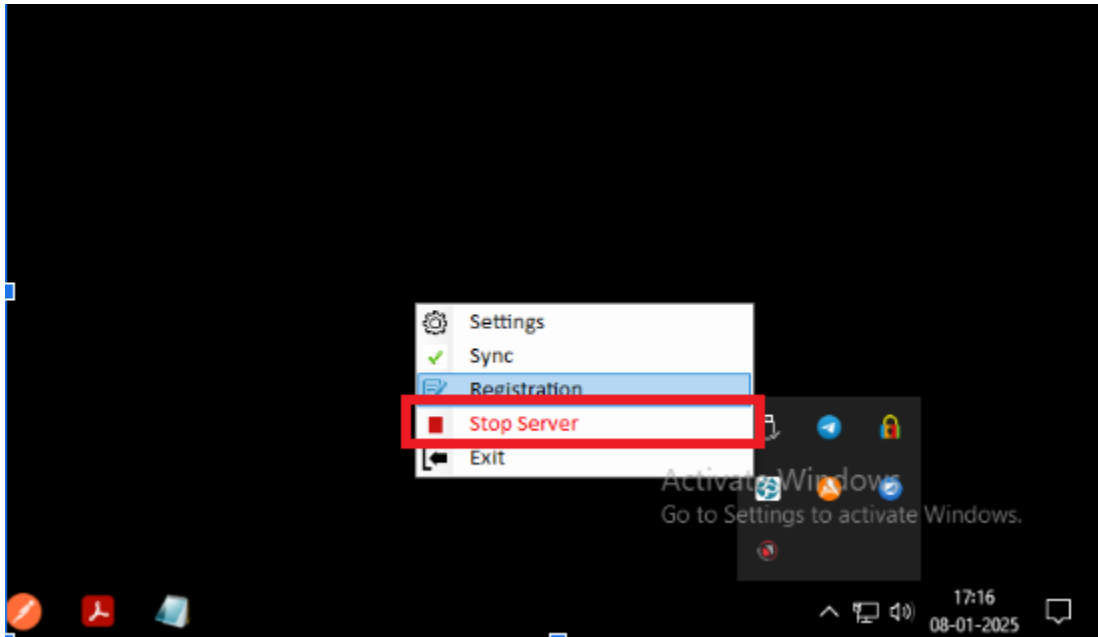 Settings
Sync
Registration
Stop Server
Exit
Activate Windows
Go to Settings to activate Windows.
17:16
08-01-2025